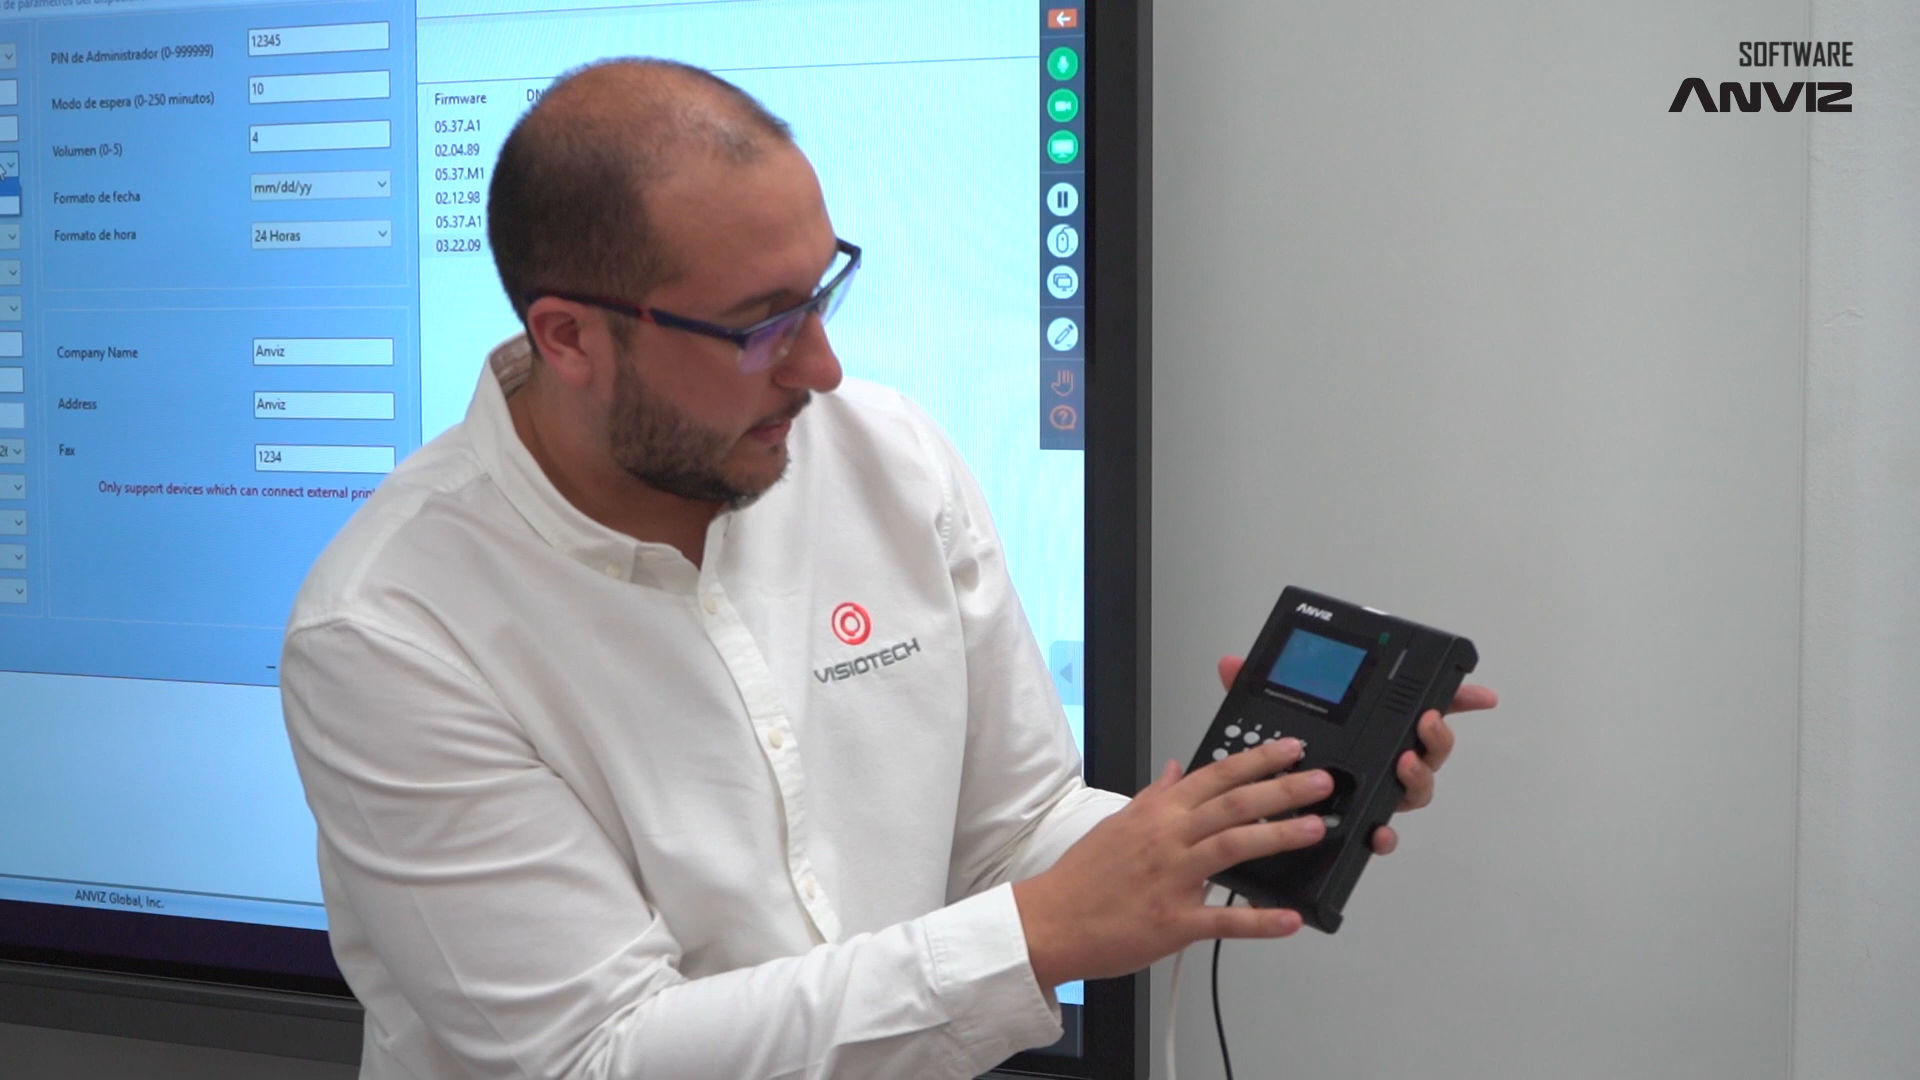 SOFTWARE
ANVIZ
PIN de Administrador (0-999999)
12345
Modo de espera (0-250 minutos)
10
Volumen (0-5)
4
Formato de fecha
mm/dd/yy
Formato de hora
24 Horas
Company Name
Anviz
Address
Anviz
Fax
1234
Only support devices which can connect external
Firmware
05.37.A1
02.04.89
05.37.M1
02.12.98
05.37.A1
03.22.09
ANVIZ Global, Inc.
VISIOTECH
ANVIZ